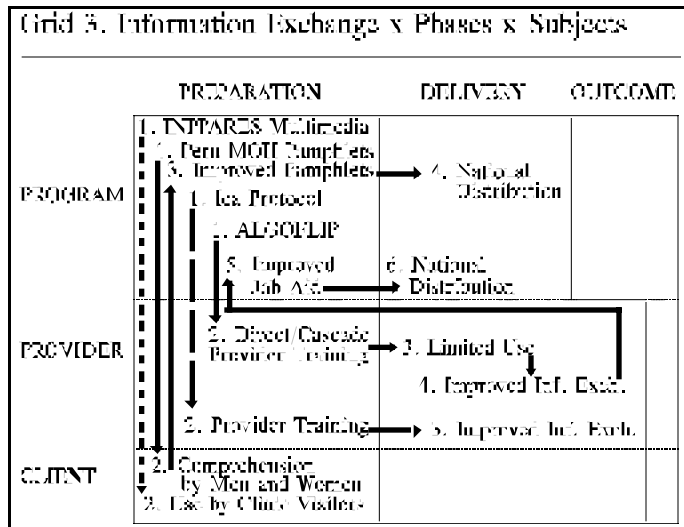 Grid 3. Information Exchange x Phases x Subjects
PREPARATION DELIVERY OUTCOME
PROGRAM
1. INPPARES Multimedia
1. Peru MOH Pamphlets
3. Improved Pamphlets
4. National
Distribution
1. Ica Protocol
1. ALGOFLIP
5. Improved
Job Aid
6. National
Distribution
PROVIDER
2. Direct/Cascade
Provider Training
3. Limited Use
4. Improved Inf. Exch.
2. Provider Training
3. Improved Inf. Exch.
CLIENT
2. Comprehension
by Men and Women
2. Use by Clinic Visitors